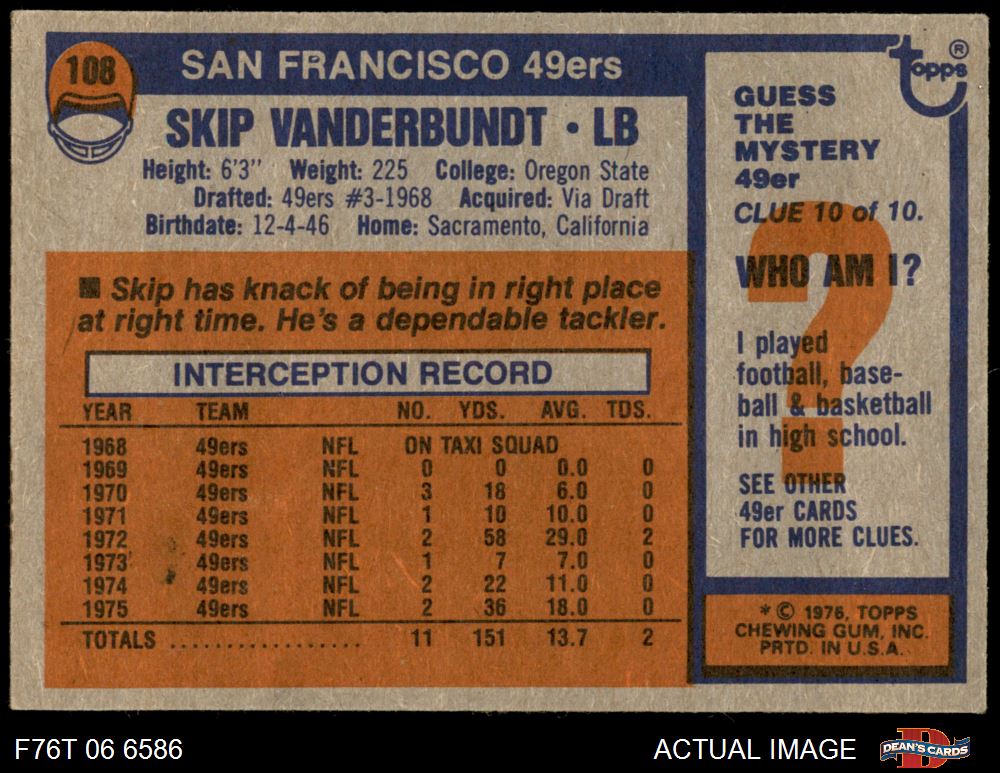 108
SAN FRANCISCO 49ers
SKIP VANDERBUNDT • LB
Height: 6'3" Weight: 225 College: Oregon State
Drafted: 49ers #3-1968 Acquired: Via Draft
Birthdate: 12-4-46 Home: Sacramento, California
■ Skip has knack of being in right place
at right time. He's a dependable tackler.
INTERCEPTION RECORD
YEAR TEAM NO. YDS. AVG. TDS.
1968 49ers NFL ON TAXI SQUAD
1969 49ers NFL 0 0 0.0 0
1970 49ers NFL 3 18 6.0 0
1971 49ers NFL 1 10 10.0 0
1972 49ers NFL 2 58 29.0 2
1973 49ers NFL 1 7 7.0 0
1974 49ers NFL 2 22 11.0 0
1975 49ers NFL 2 36 18.0 0
TOTALS .................. 11 151 13.7 2
topps ®
GUESS
THE
MYSTERY
49er
CLUE 10 of 10.
?
WHO AM I?
I played
football, base-
ball & basketball
in high school.
SEE OTHER
49er CARDS
FOR MORE CLUES.
* © 1976, TOPPS
CHEWING GUM, INC.
PRTD. IN U.S.A.
F76T 06 6586
ACTUAL IMAGE
DEAN'S CARDS